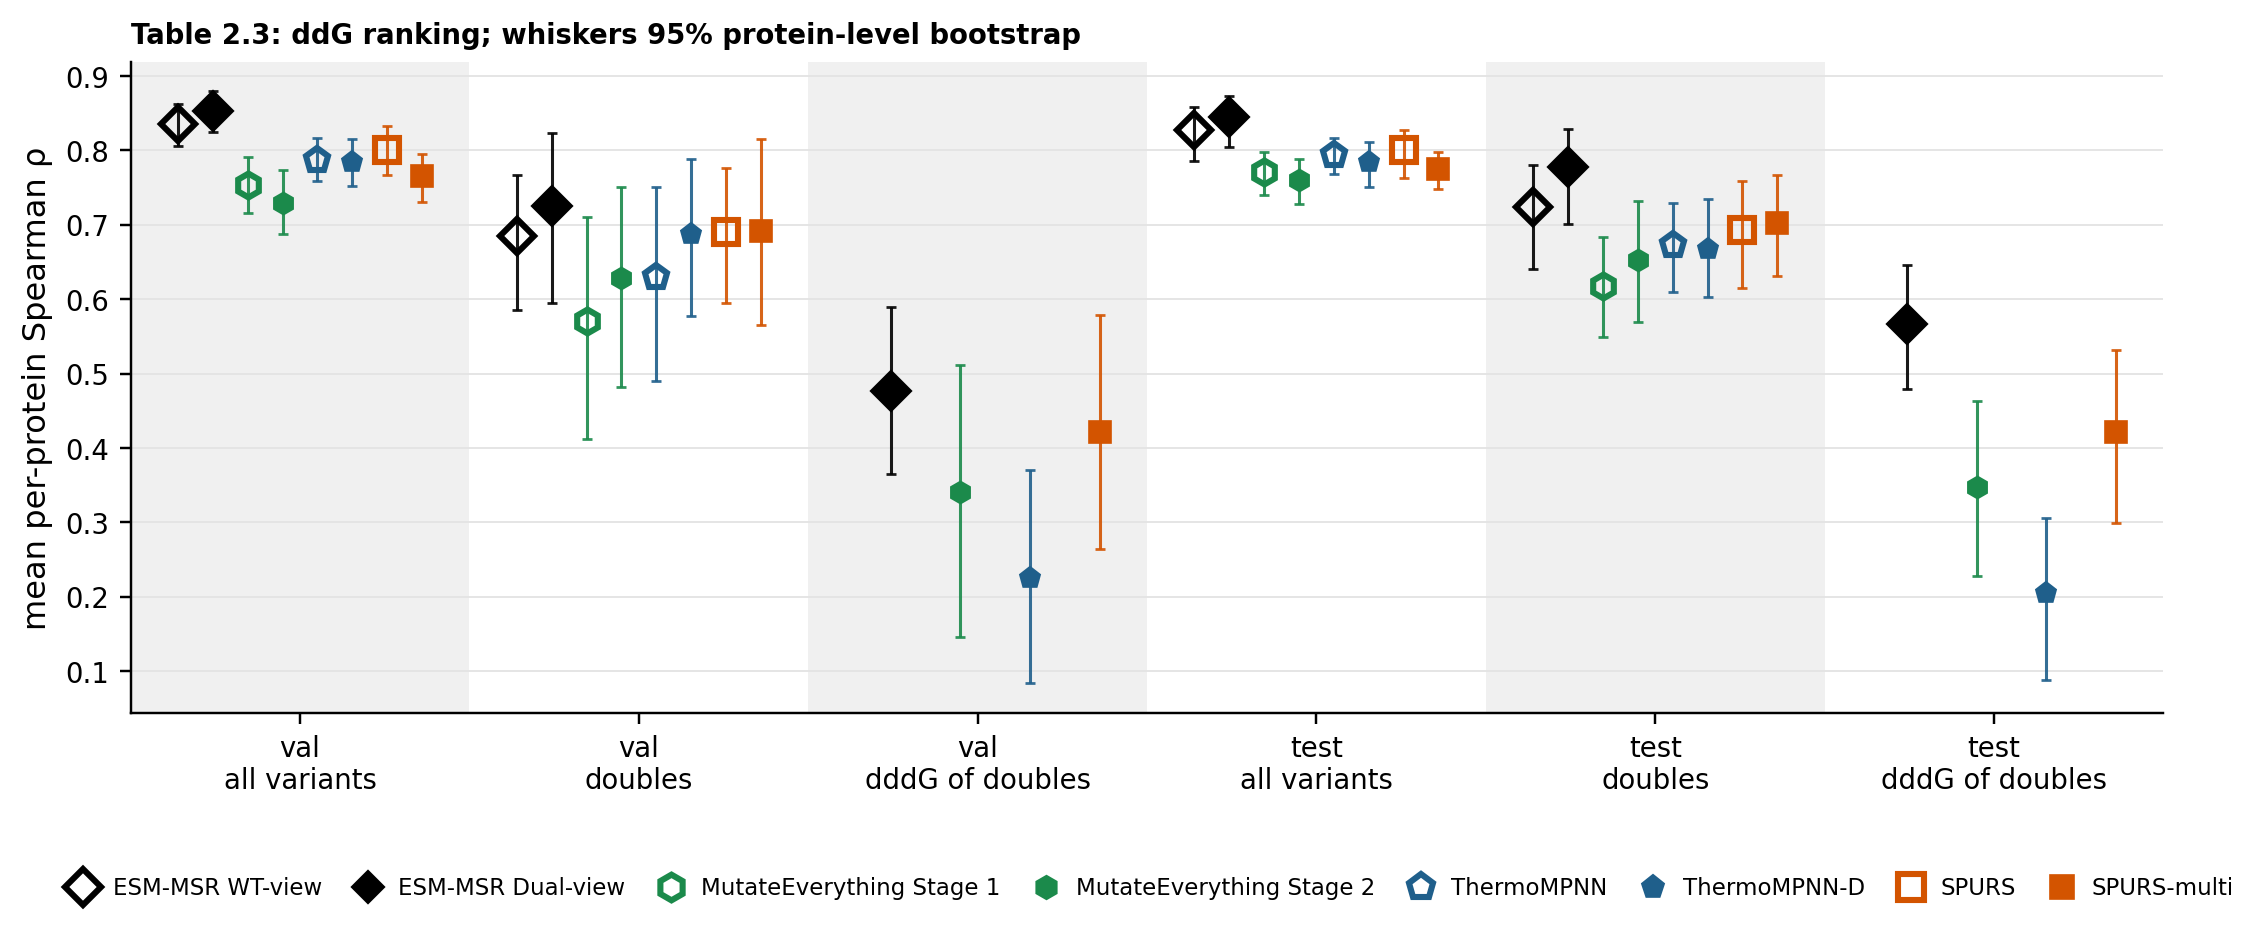 Table 2.3: ddG ranking; whiskers 95% protein-level bootstrap
mean per-protein Spearman ρ
0.9
0.8
0.7
0.6
0.5
0.4
0.3
0.2
0.1
val
all variants
val
doubles
val
dddG of doubles
test
all variants
test
doubles
test
dddG of doubles
ESM-MSR WT-view
ESM-MSR Dual-view
MutateEverything Stage 1
MutateEverything Stage 2
ThermoMPNN
ThermoMPNN-D
SPURS
SPURS-multi